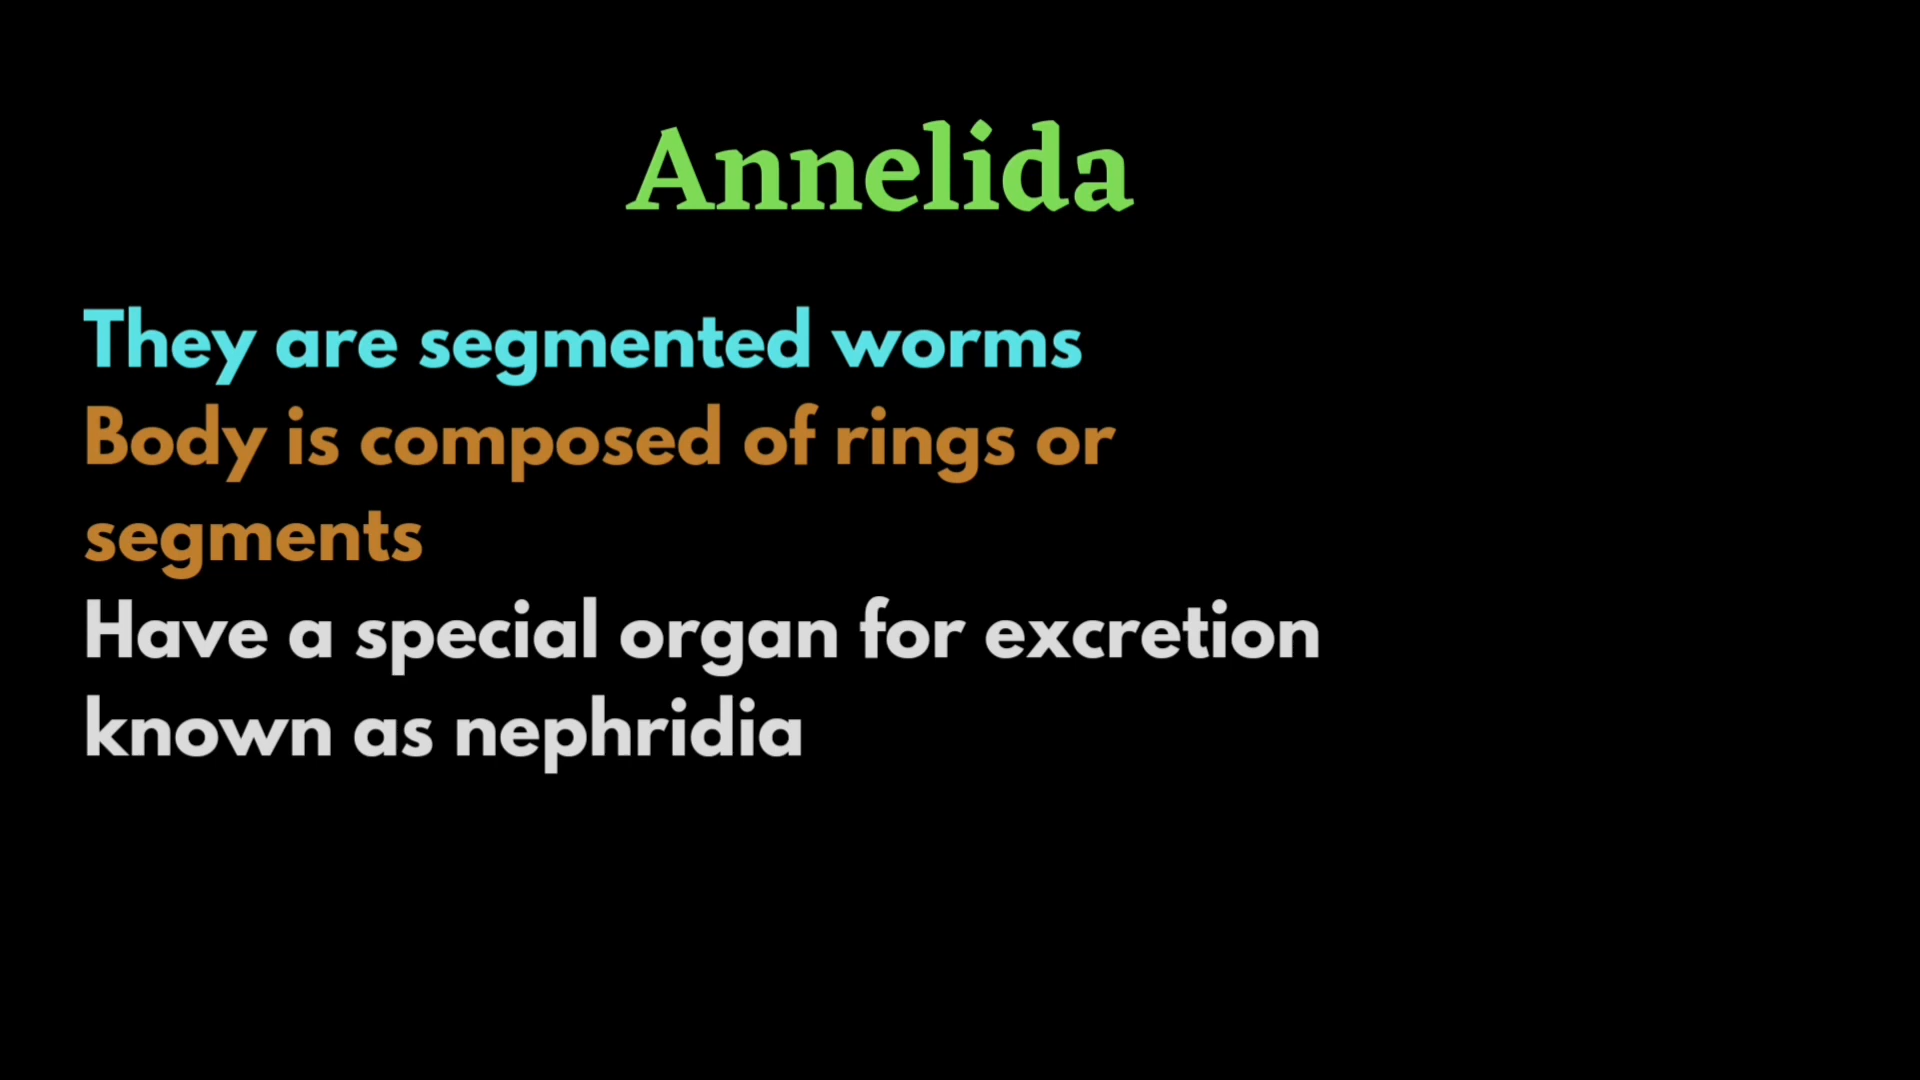 Annelida
They are segmented worms
Body is composed of rings or
segments
Have a special organ for excretion
known as nephridia